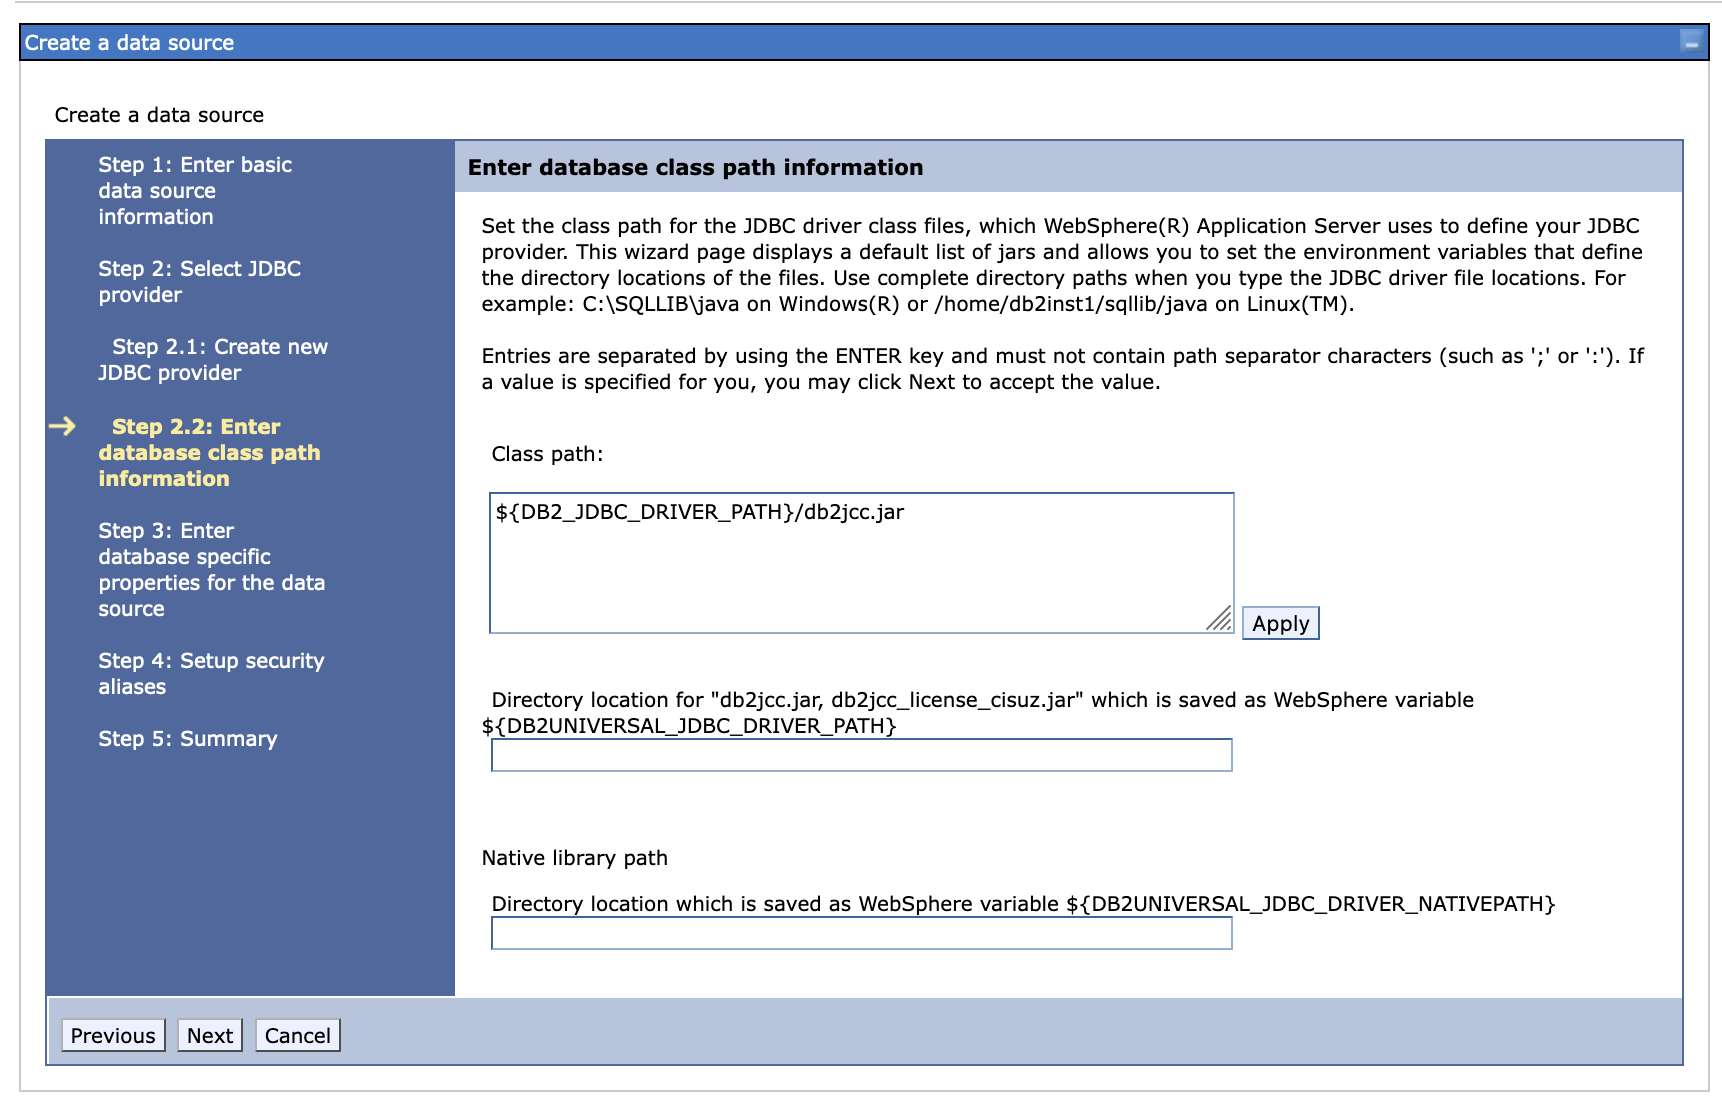 Create a data source
Create a data source
Step 1: Enter basic
data source
information
Step 2: Select JDBC
provider
Step 2.1: Create new
JDBC provider
Step 2.2: Enter
database class path
information
Step 3: Enter
database specific
properties for the data
source
Step 4: Setup security
aliases
Step 5: Summary
Enter database class path information
Set the class path for the JDBC driver class files, which WebSphere(R) Application Server uses to define your JDBC
provider. This wizard page displays a default list of jars and allows you to set the environment variables that define
the directory locations of the files. Use complete directory paths when you type the JDBC driver file locations. For
example: C:\SQLLIB\java on Windows(R) or /home/db2inst1/sqllib/java on Linux(TM).
Entries are separated by using the ENTER key and must not contain path separator characters (such as ';' or ':'). If
a value is specified for you, you may click Next to accept the value.
Class path:
${DB2_JDBC_DRIVER_PATH}/db2jcc.jar
Apply
Directory location for "db2jcc.jar, db2jcc_license_cisuz.jar" which is saved as WebSphere variable
${DB2UNIVERSAL_JDBC_DRIVER_PATH}
Native library path
Directory location which is saved as WebSphere variable ${DB2UNIVERSAL_JDBC_DRIVER_NATIVEPATH}
Previous Next Cancel